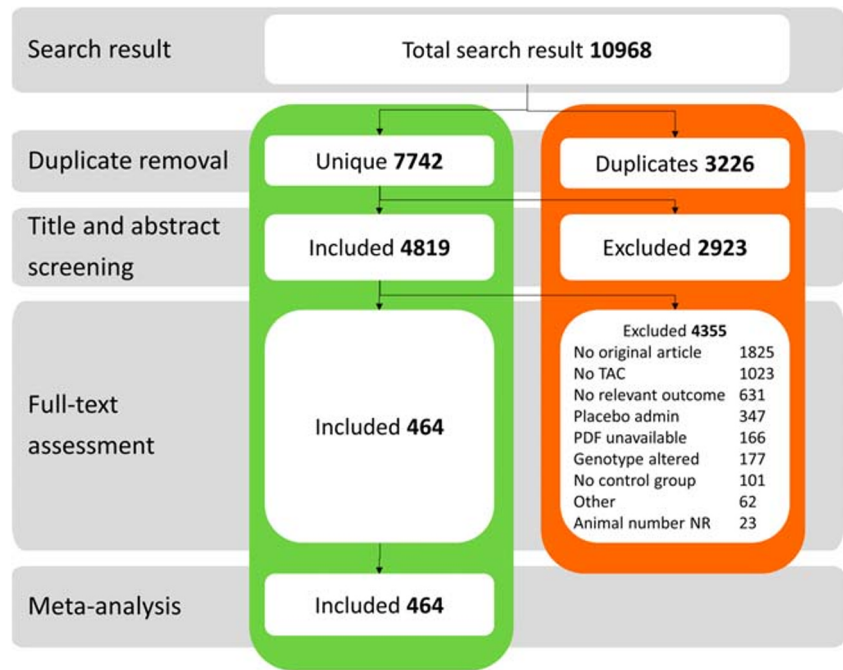 Search result
Total search result 10968
Duplicate removal
Unique 7742
Duplicates 3226
Title and abstract
screening
Included 4819
Excluded 2923
Full-text
assessment
Included 464
Excluded 4355
No original article 1825
No TAC 1023
No relevant outcome 631
Placebo admin 347
PDF unavailable 166
Genotype altered 177
No control group 101
Other 62
Animal number NR 23
Meta-analysis
Included 464